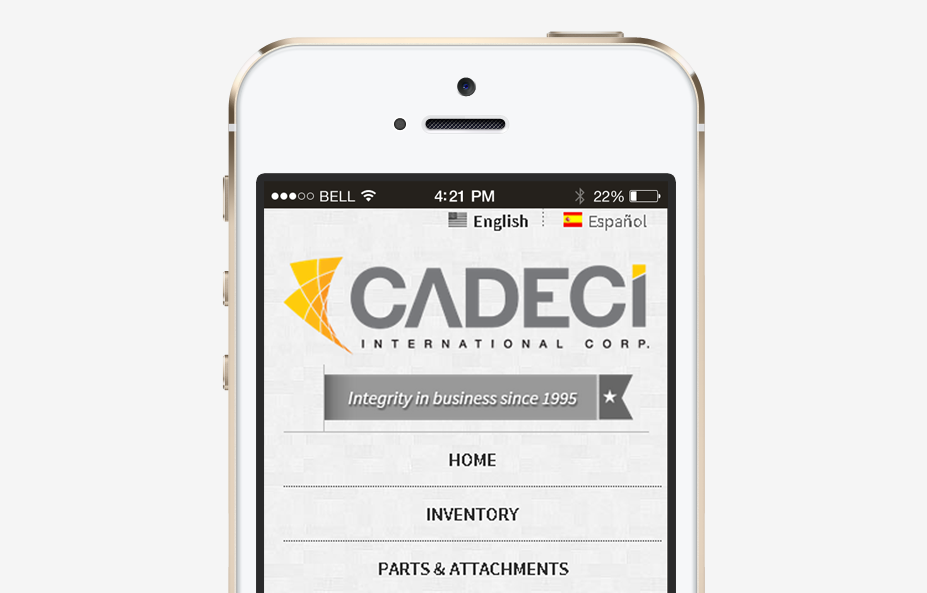 BELL 4:21 PM 22%
English Español
CADECI
INTERNATIONAL CORP.
Integrity in business since 1995
HOME
INVENTORY
PARTS & ATTACHMENTS